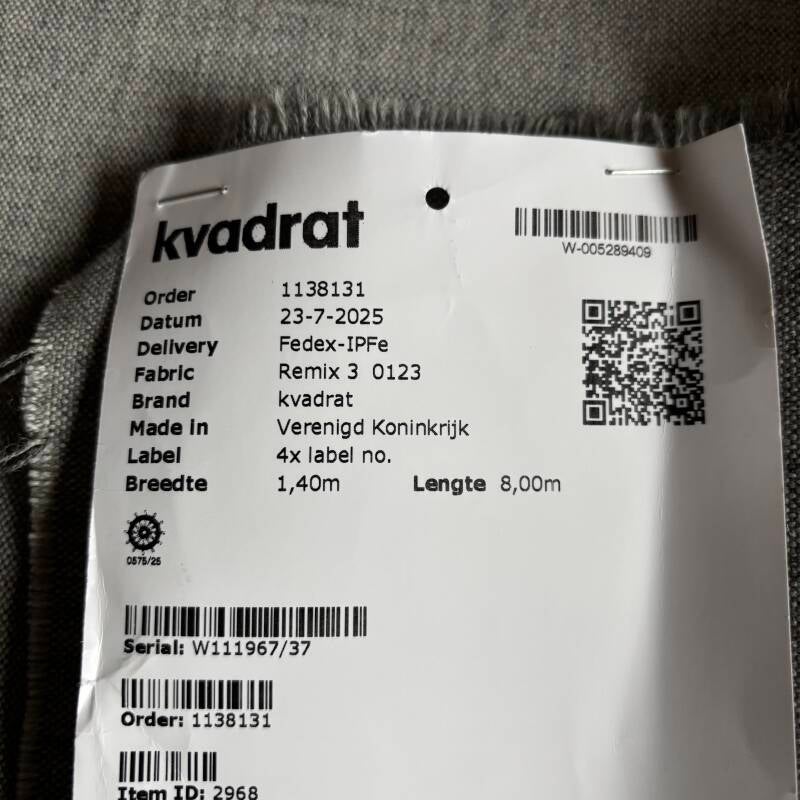 kvadrat
W-005289409
Order 1138131
Datum 23-7-2025
Delivery Fedex-IPFe
Fabric Remix 3 0123
Brand kvadrat
Made in Verenigd Koninkrijk
Label 4x label no.
Breedte 1,40m Lengte 8,00m
0575/25
Serial: W111967/37
Order: 1138131
Item ID: 2968